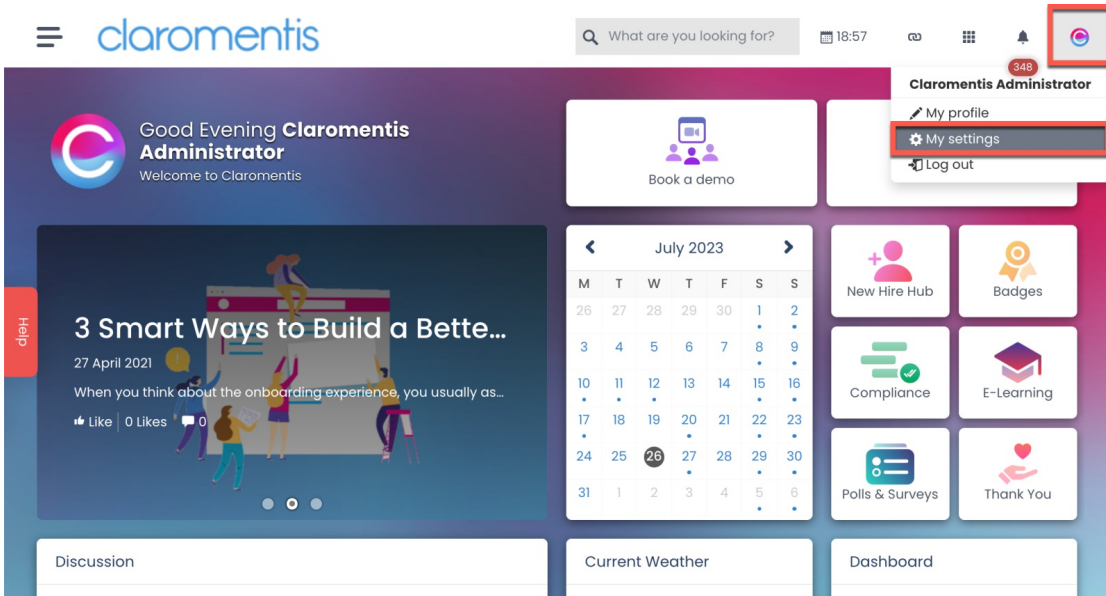 claromentis
What are you looking for?
18:57
348
Claromentis Administrator
My profile
My settings
Log out
Good Evening Claromentis
Administrator
Welcome to Claromentis
Book a demo
Help
3 Smart Ways to Build a Bette...
27 April 2021
When you think about the onboarding experience, you usually as...
Like 0 Likes 0
July 2023
M T W T F S S
26 27 28 29 30 1 2
3 4 5 6 7 8 9
10 11 12 13 14 15 16
17 18 19 20 21 22 23
24 25 26 27 28 29 30
31 1 2 3 4 5 6
New Hire Hub
Badges
Compliance
E-Learning
Polls & Surveys
Thank You
Discussion
Current Weather
Dashboard